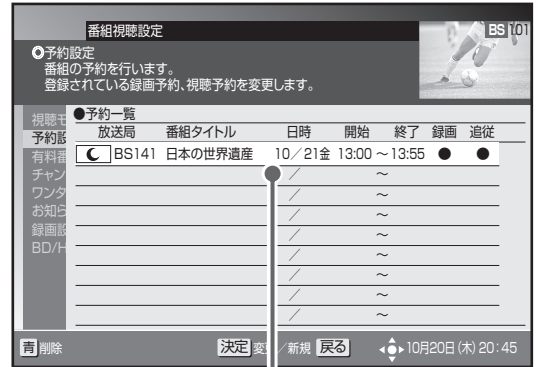 番組視聴設定
BS 101
予約設定
番組の予約を行います。
登録されている録画予約、視聴予約を変更します。
●予約一覧
放送局 番組タイトル 日時 開始 終了 録画 追従
BS141 日本の世界遺産 10／21金 13:00 ～ 13:55 ● ●
／ ～
／ ～
／ ～
／ ～
／ ～
／ ～
／ ～
／ ～
視聴モ
予約設
有料番
チャン
ワンタ
お知ら
録画設
BD/H
青 削除 決定 変更／新規 戻る 10月20日(木) 20:45